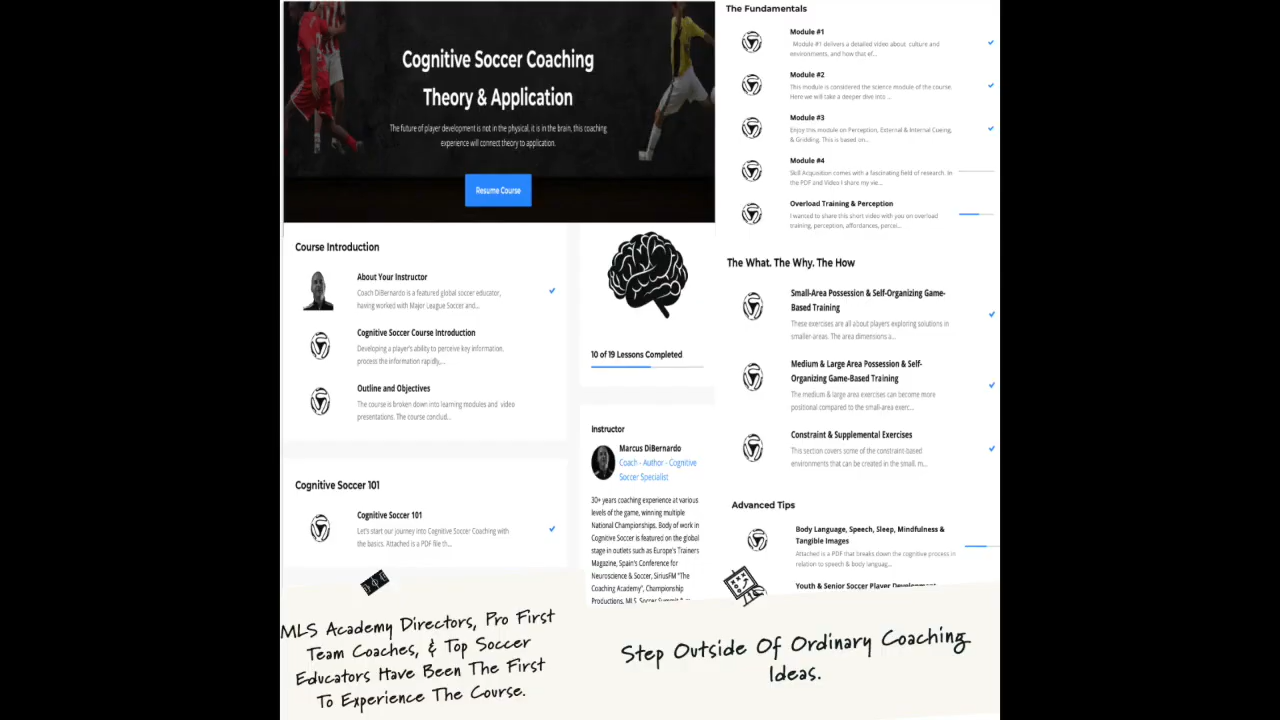 Cognitive Soccer Coaching
Theory & Application
The future of player development is not in the physical, it is in the brain, this coaching
experience will connect theory to application.
Resume Course
Course Introduction
About Your Instructor
Coach DiBernardo is a featured global soccer educator,
having worked with Major League Soccer and...
Cognitive Soccer Course Introduction
Developing a player's ability to perceive key information,
process the information rapidly,...
Outline and Objectives
The course is broken down into learning modules and video
presentations. The course conclud...
Cognitive Soccer 101
Cognitive Soccer 101
Let's start our journey into Cognitive Soccer Coaching with
the basics. Attached is a PDF file th...
10 of 19 Lessons Completed
Instructor
Marcus DiBernardo
Coach - Author - Cognitive
Soccer Specialist
30+ years coaching experience at various
levels of the game, winning multiple
National Championships. Body of work in
Cognitive Soccer is featured on the global
stage in outlets such as Europe's Trainers
Magazine, Spain's Conference for
Neuroscience & Soccer, SiriusFM "The
Coaching Academy", Championship
Productions, MLS, Soccer Summit
The Fundamentals
Module #1
Module #1 delivers a detailed video about culture and
environments, and how that ef...
Module #2
This module is considered the science module of the course.
Here we will take a deeper dive into ...
Module #3
Enjoy this module on Perception, External & Internal Cueing,
& Gridding. This is based on...
Module #4
Skill Acquisition comes with a fascinating field of research. In
the PDF and Video I share my vie...
Overload Training & Perception
I wanted to share this short video with you on overload
training, perception, affordances, percei...
The What. The Why. The How
Small-Area Possession & Self-Organizing Game-
Based Training
These exercises are all about players exploring solutions in
smaller-areas. The area dimensions a...
Medium & Large Area Possession & Self-
Organizing Game-Based Training
The medium & large area exercises can become more
positional compared to the small-area exerc...
Constraint & Supplemental Exercises
This section covers some of the constraint-based
environments that can be created in the small, m...
Advanced Tips
Body Language, Speech, Sleep, Mindfulness &
Tangible Images
Attached is a PDF that breaks down the cognitive process in
relation to speech & body languag...
Youth & Senior Soccer Player Development
MLS Academy Directors, Pro First
Team Coaches, & Top Soccer
Educators Have Been The First
To Experience The Course.
Step Outside Of Ordinary Coaching
Ideas.